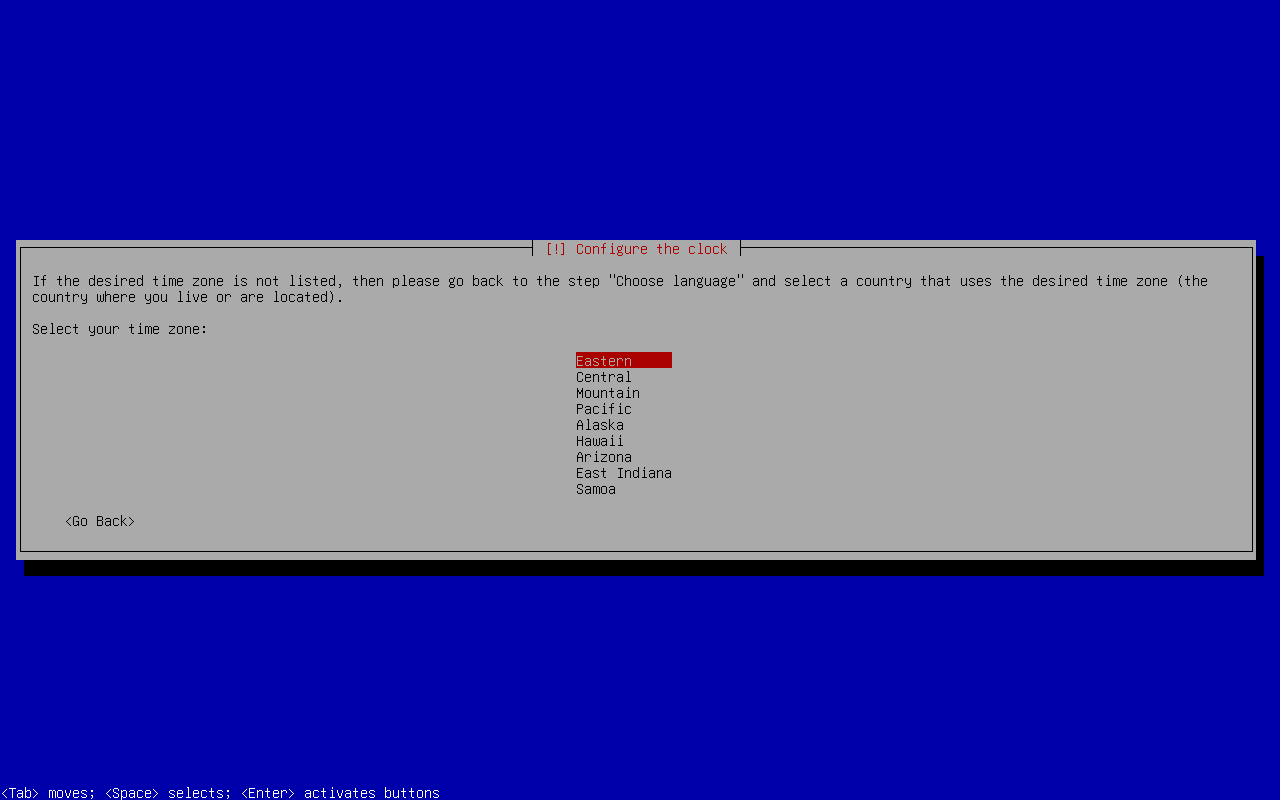 [!] Configure the clock
If the desired time zone is not listed, then please go back to the step "Choose language" and select a country that uses the desired time zone (the
country where you live or are located).
Select your time zone:
Eastern
Central
Mountain
Pacific
Alaska
Hawaii
Arizona
East Indiana
Samoa
<Go Back>
<Tab> moves; <Space> selects; <Enter> activates buttons